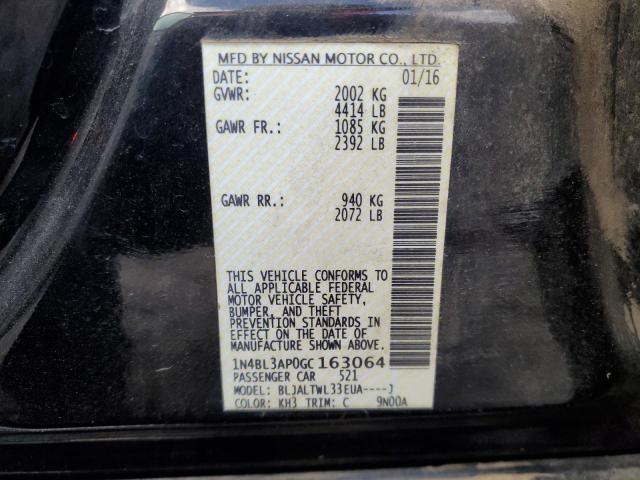 MFD BY NISSAN MOTOR CO., LTD.
DATE: 01/16
GVWR: 2002 KG
4414 LB
GAWR FR.: 1085 KG
2392 LB
GAWR RR.: 940 KG
2072 LB
THIS VEHICLE CONFORMS TO
ALL APPLICABLE FEDERAL
MOTOR VEHICLE SAFETY,
BUMPER, AND THEFT
PREVENTION STANDARDS IN
EFFECT ON THE DATE OF
MANUFACTURE SHOWN ABOVE.
1N4BL3AP0GC163064
PASSENGER CAR 521
MODEL: BLJALTWL33EUA----J
COLOR: KH3 TRIM: C 9N00A